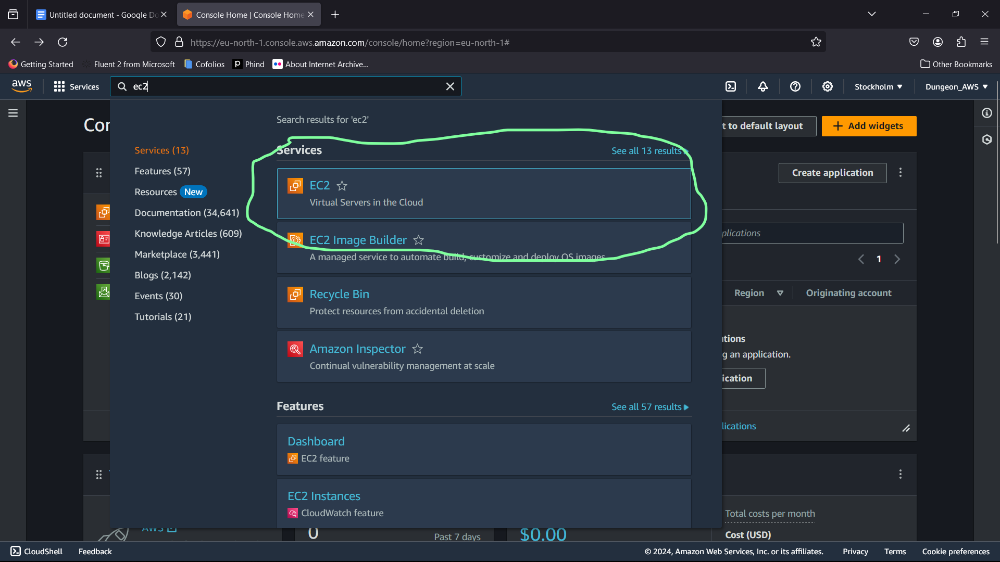 Untitled document - Google Do
Console Home | Console Home
https://eu-north-1.console.aws.amazon.com/console/home?region=eu-north-1#
Getting Started
Fluent 2 from Microsoft
Cofolios
Phind
About Internet Archive...
Other Bookmarks
aws
Services
ec2
Stockholm
Dungeon_AWS
Con
Search results for 'ec2'
t to default layout
Add widgets
Services (13)
Features (57)
Resources New
Documentation (34,641)
Knowledge Articles (609)
Marketplace (3,441)
Blogs (2,142)
Events (30)
Tutorials (21)
Services
See all 13 results
EC2
Virtual Servers in the Cloud
EC2 Image Builder
A managed service to automate build, customize and deploy OS images
Recycle Bin
Protect resources from accidental deletion
Amazon Inspector
Continual vulnerability management at scale
Features
See all 57 results
Dashboard
EC2 feature
EC2 Instances
CloudWatch feature
Create application
plications
1
Region
Originating account
tions
g an application.
ication
lications
AWS
0
Past 7 days
$0.00
Total costs per month
Cost (USD)
CloudShell
Feedback
© 2024, Amazon Web Services, Inc. or its affiliates.
Privacy
Terms
Cookie preferences